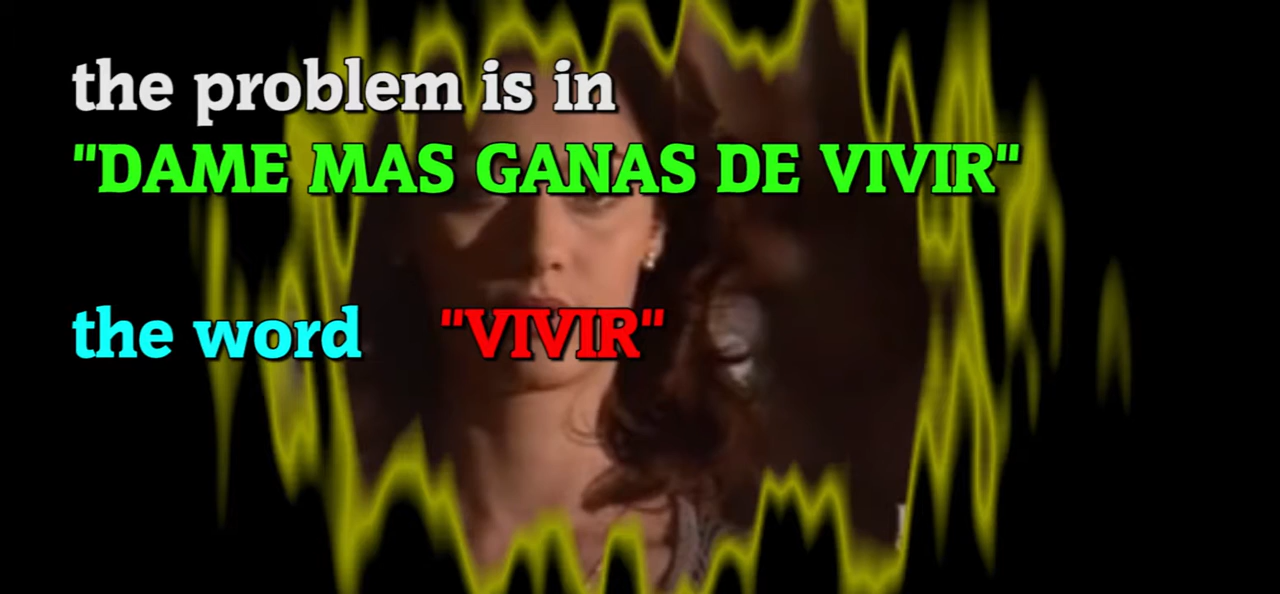 the problem is in
"DAME MAS GANAS DE VIVIR"
the word "VIVIR"